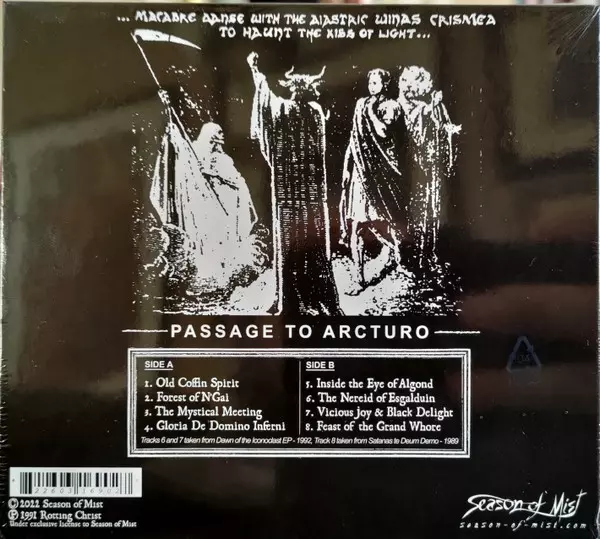 ...MACABRE DANSE WITH THE DIASTRIC WINDS CRISMEA
TO HAUNT THE KISS OF LIGHT...
PASSAGE TO ARCTURO
SIDE A
1. Old Coffin Spirit
2. Forest of N'Gai
3. The Mystical Meeting
4. Gloria De Domino Inferni
SIDE B
5. Inside the Eye of Algond
6. The Nereid of Esgalduin
7. Vicious joy & Black Delight
8. Feast of the Grand Whore
Tracks 6 and 7 taken from Dawn of the Iconoclast EP - 1992, Track 8 taken from Satanas te Deum Demo - 1989
© 2022 Season of Mist
℗ 1991 Rotting Christ
Under exclusive license to Season of Mist
Season of Mist
season-of-mist.com